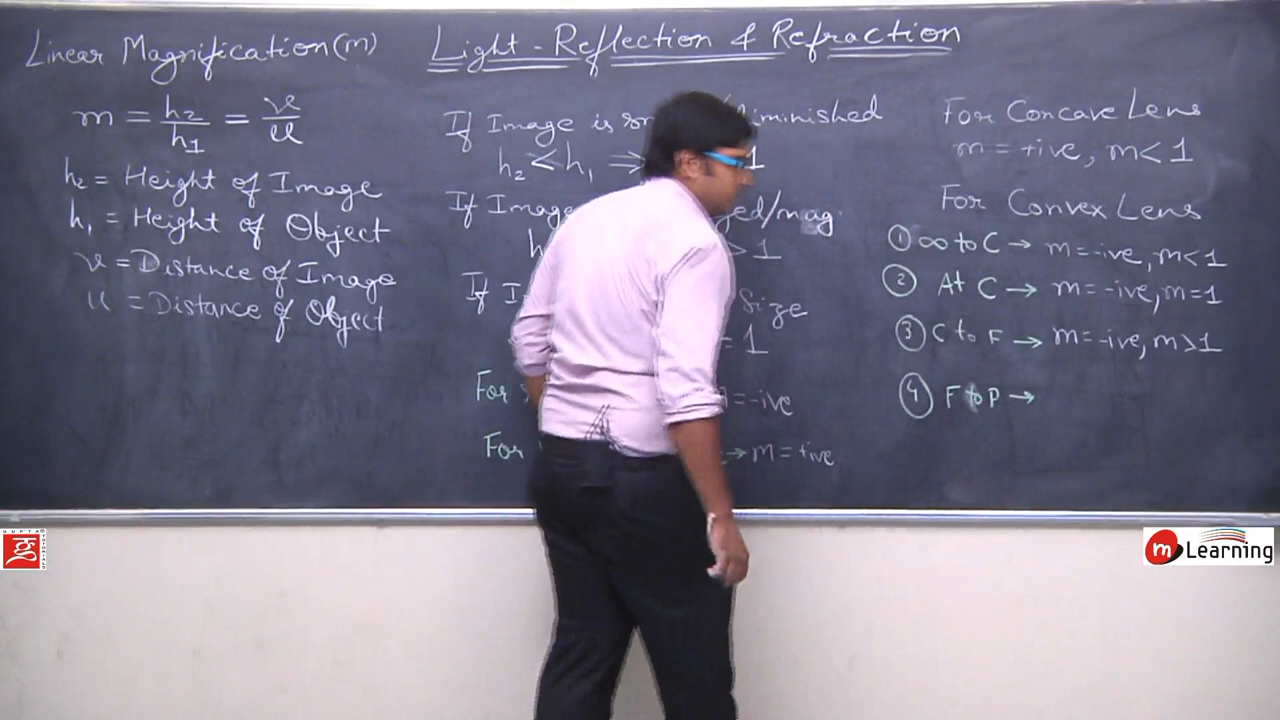 Light - Reflection & Refraction
Linear Magnification (m)
m = h₂/h₁ = v/u
h₂ = Height of Image
h₁ = Height of Object
v = Distance of Image
u = Distance of Object
If Image is /Diminished
h₂ < h₁ ⇒ 1
If Image /mag.
h > 1
If Size
= 1
For = -ive
For → m = +ive
For Concave Lens
m = +ive, m < 1
For Convex Lens
① ∞ to C → m = -ive, m < 1
② At C → m = -ive, m = 1
③ C to F → m = -ive, m > 1
④ F to P →
GUPTA TUTORIALS
m Learning